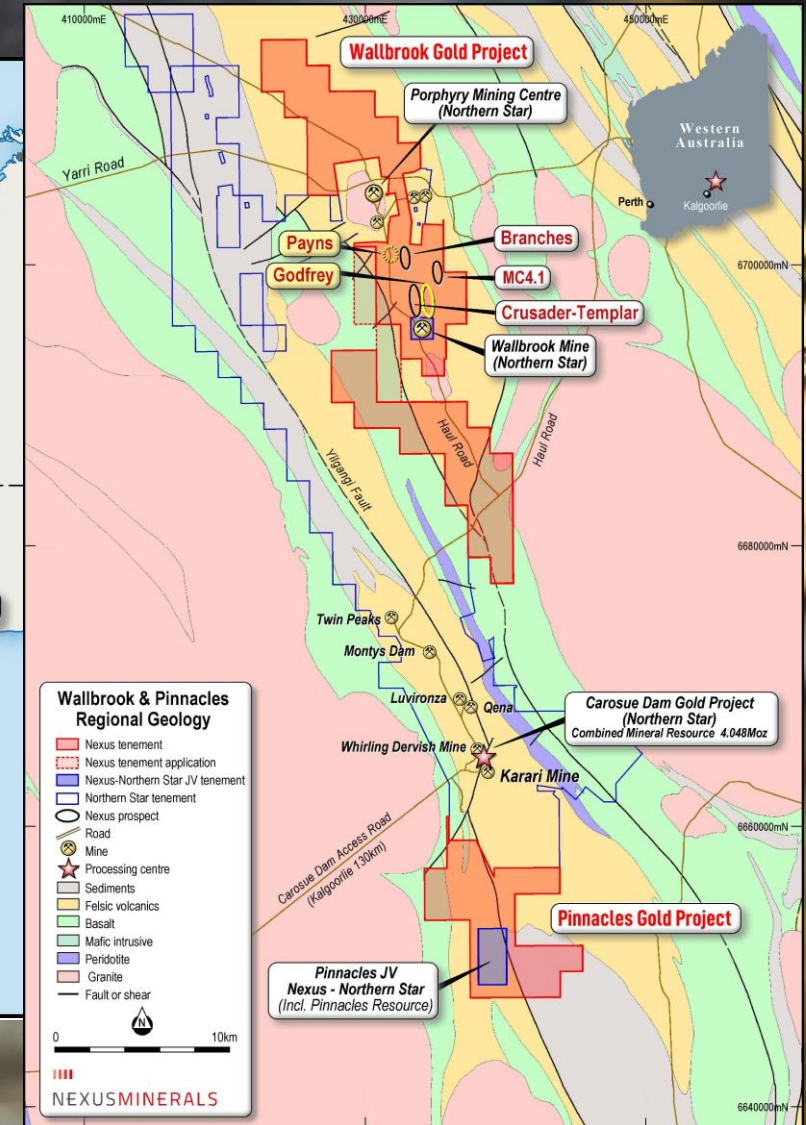 410000mE
430000mE
450000mE
Wallbrook Gold Project
Porphyry Mining Centre
(Northern Star)
Western
Australia
Perth
Kalgoorlie
Yarri Road
Payns
Branches
6700000mN
Godfrey
MC4.1
Crusader-Templar
Wallbrook Mine
(Northern Star)
Haul Road
Haul Road
Yilgangi Fault
6680000mN
Twin Peaks
Montys Dam
Luvironza
Qena
Carosue Dam Gold Project
(Northern Star)
Combined Mineral Resource 4.048Moz
Whirling Dervish Mine
Karari Mine
6660000mN
Carosue Dam Access Road
(Kalgoorlie 130km)
Pinnacles Gold Project
Pinnacles JV
Nexus - Northern Star
(Incl. Pinnacles Resource)
6640000mN
Wallbrook & Pinnacles
Regional Geology
Nexus tenement
Nexus tenement application
Nexus-Northern Star JV tenement
Northern Star tenement
Nexus prospect
Road
Mine
Processing centre
Sediments
Felsic volcanics
Basalt
Mafic intrusive
Peridotite
Granite
Fault or shear
N
0 10km
NEXUSMINERALS